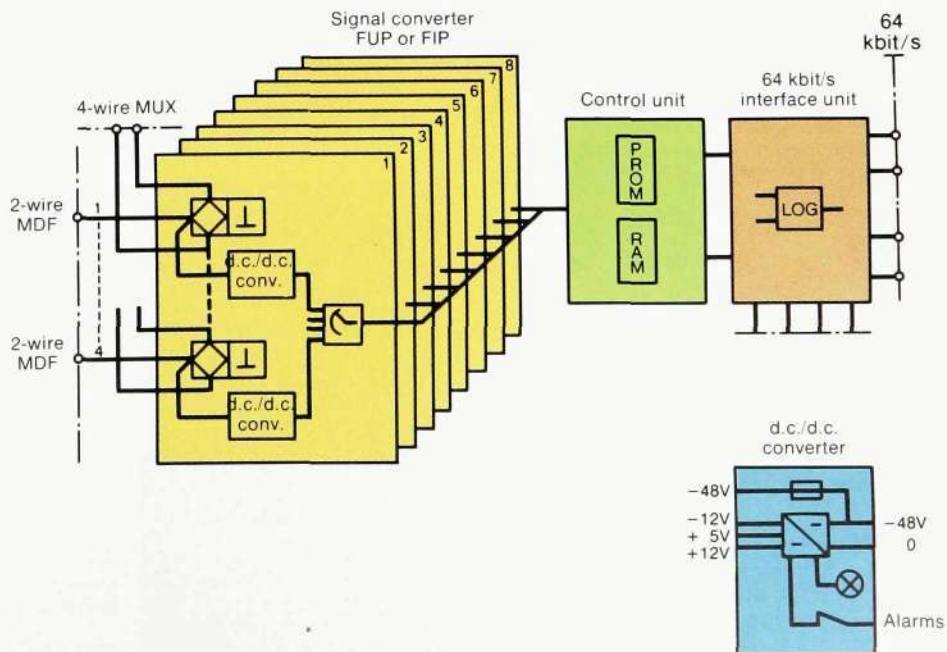 Signal converter
FUP or FIP
64
kbit/s
8
7
6
5
4
3
2
1
4-wire MUX
Control unit
64 kbit/s
interface unit
2-wire
MDF
1
PROM
RAM
LOG
d.c./d.c.
conv.
2-wire
MDF
4
d.c./d.c.
conv.
d.c./d.c.
converter
-48V
-12V
+ 5V
+12V
-48V
0
Alarms